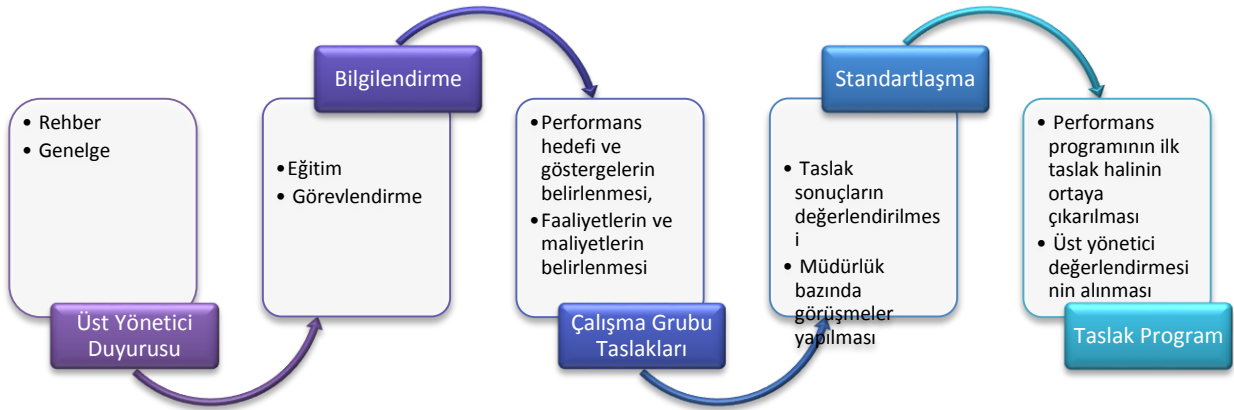 • Rehber
• Genelge
Üst Yönetici
Duyurusu
Bilgilendirme
•Eğitim
• Görevlendirme
•Performans
hedefi ve
göstergelerin
belirlenmesi,
•Faaliyetlerin ve
maliyetlerin
belirlenmesi
Çalışma Grubu
Taslakları
Standartlaşma
• Taslak
sonuçların
değerlendirilmes
i
• Müdürlük
bazında
görüşmeler
yapılması
• Performans
programının ilk
taslak halinin
ortaya
çıkarılması
• Üst yönetici
değerlendirmesi
nin alınması
Taslak Program